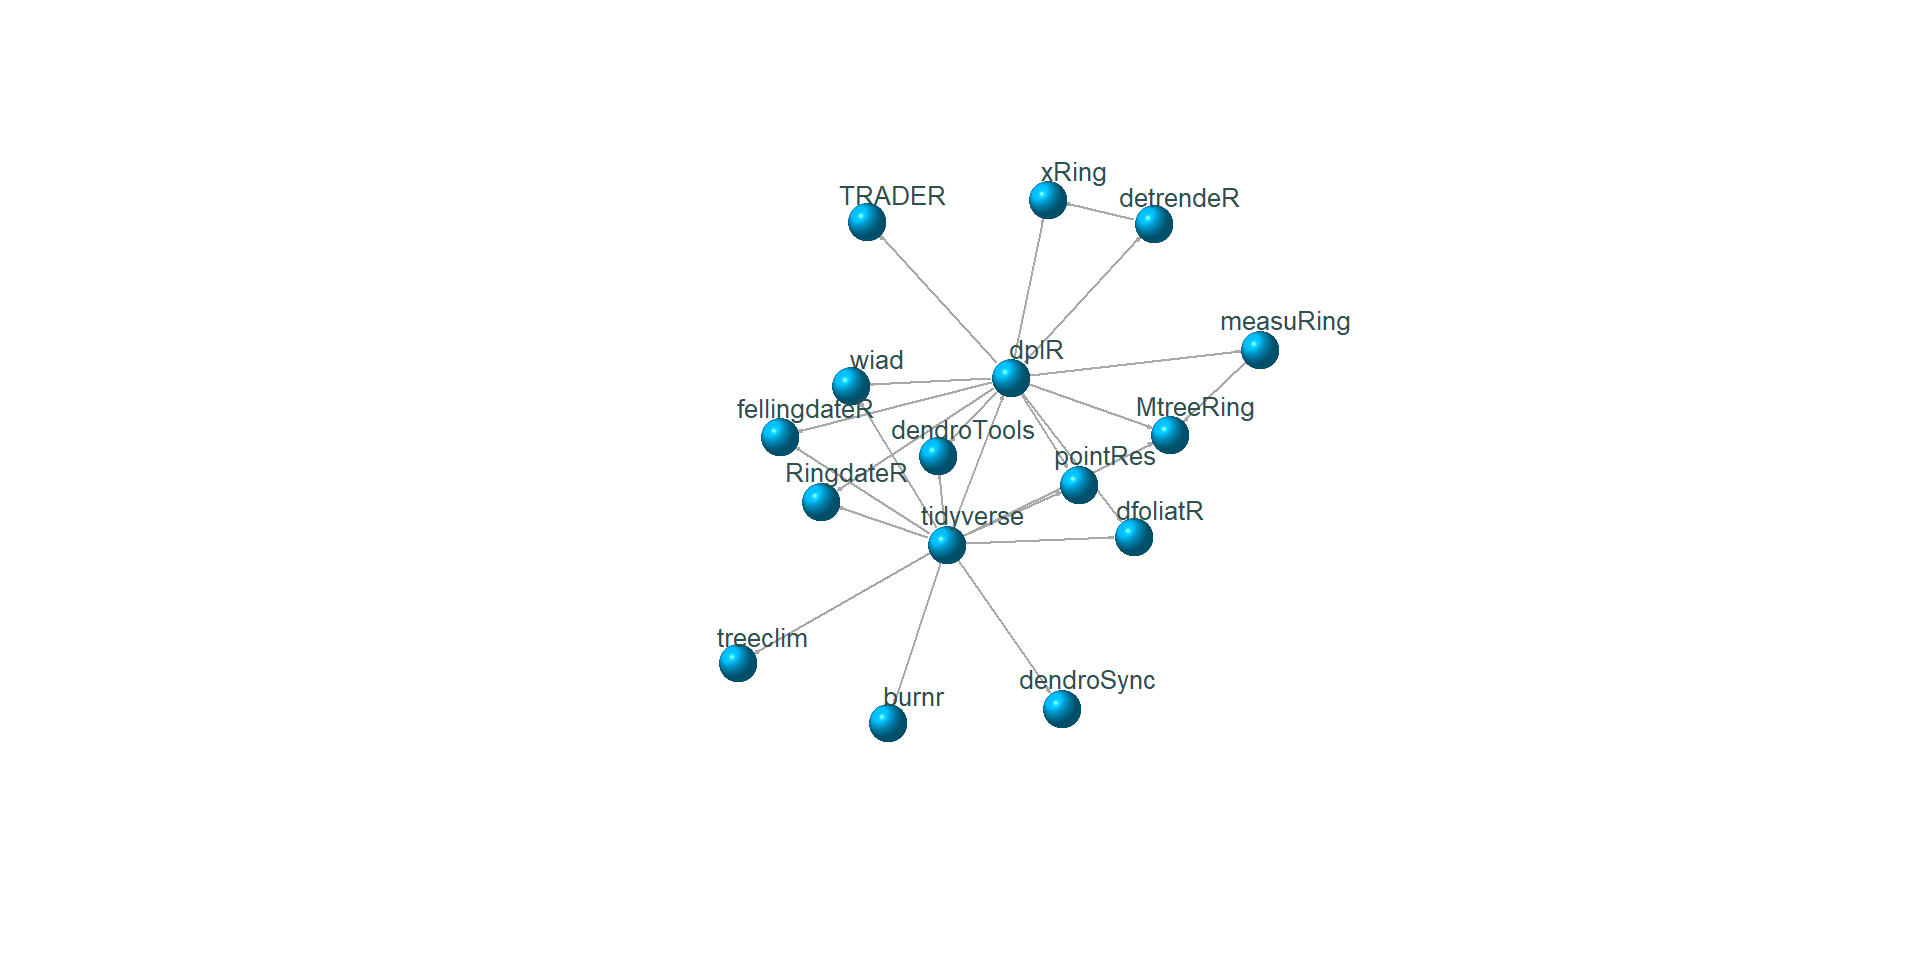 xRing
TRADER
detrendeR
measuRing
dplR
wiad
fellingdateR
MtreeRing
dendroTools
pointRes
RingdateR
dfoliatR
tidyverse
treeclim
dendroSync
burnr